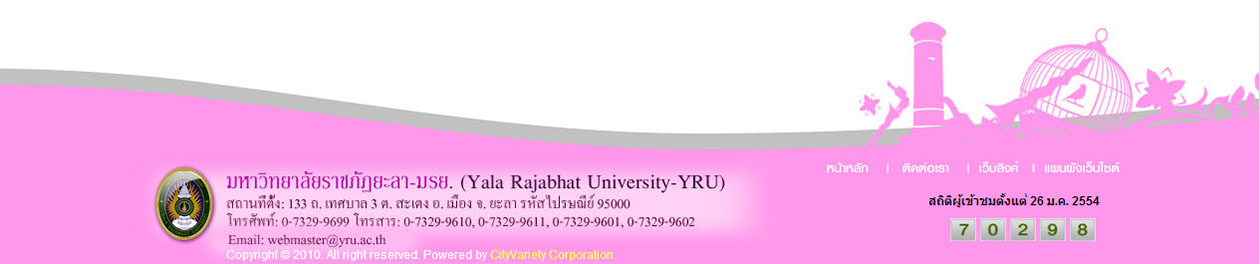 มหาวิทยาลัยราชภัฏยะลา-มรย. (Yala Rajabhat University-YRU)
สถานที่ตั้ง: 133 ถ. เทศบาล 3 ต. สะเตง อ. เมือง จ. ยะลา รหัสไปรษณีย์ 95000
โทรศัพท์: 0-7329-9699 โทรสาร: 0-7329-9610, 0-7329-9611, 0-7329-9601, 0-7329-9602
Email: webmaster@yru.ac.th
Copyright © 2010. All right reserved. Powered by CityVariety Corporation.
หน้าหลัก | ติดต่อเรา | เว็บลิงค์ | แผนผังเว็บไซต์
สถิติผู้เข้าชมตั้งแต่ 26 ม.ค. 2554
70298